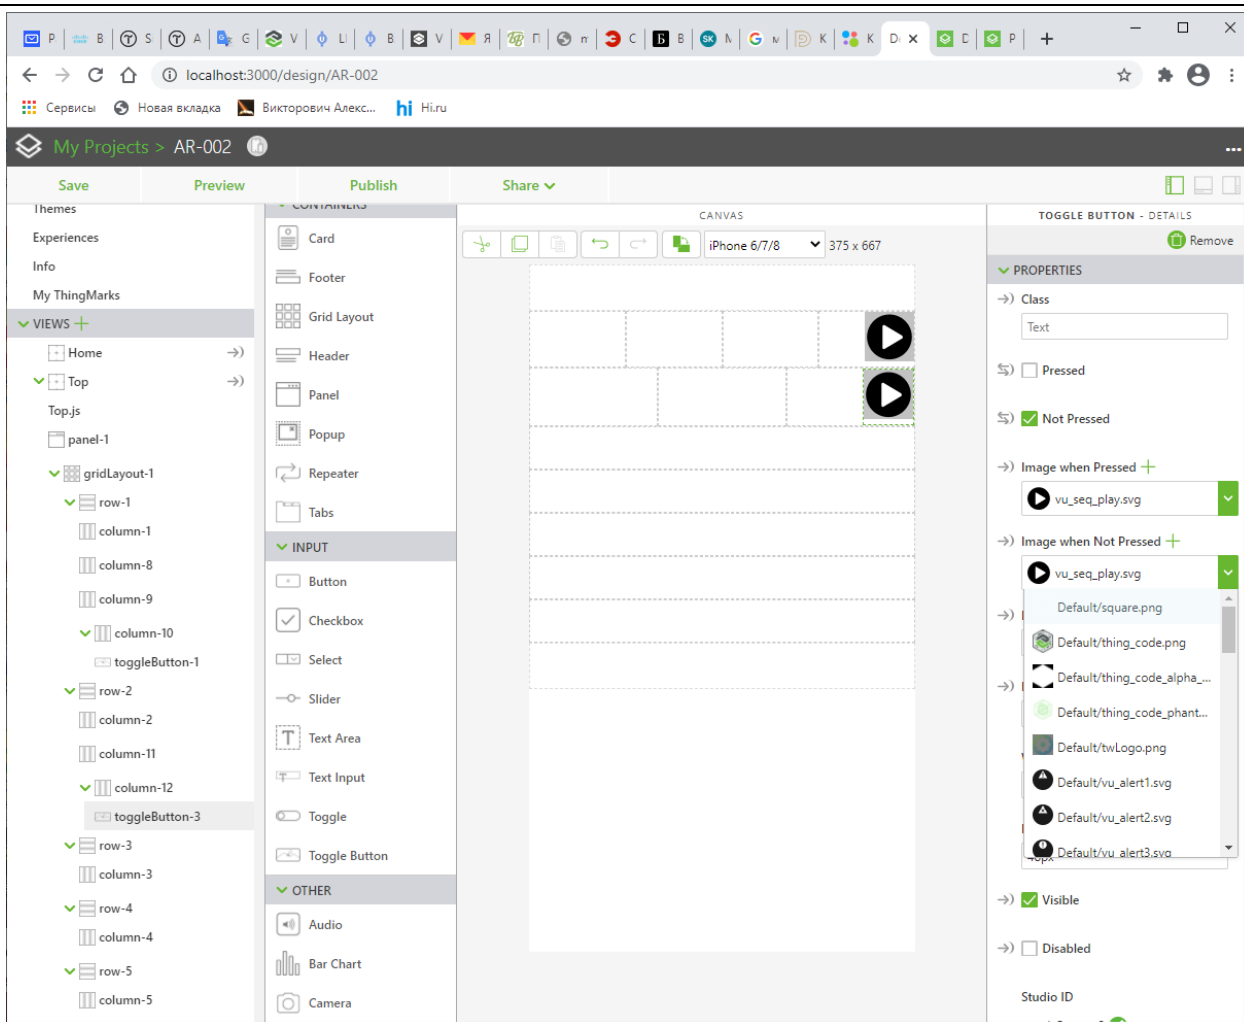 P B S A G V Li B V Я П m C B N G M K K D C P
localhost:3000/design/AR-002
Сервисы Новая вкладка Викторович Алекс... hi Hi.ru
My Projects > AR-002
Save Preview Publish Share
Themes
Experiences
Info
My ThingMarks
VIEWS
Home
Top
Top.js
panel-1
gridLayout-1
row-1
column-1
column-8
column-9
column-10
toggleButton-1
row-2
column-2
column-11
column-12
toggleButton-3
row-3
column-3
row-4
column-4
row-5
column-5
CONTAINERS
Card
Footer
Grid Layout
Header
Panel
Popup
Repeater
Tabs
INPUT
Button
Checkbox
Select
Slider
Text Area
Text Input
Toggle
Toggle Button
OTHER
Audio
Bar Chart
Camera
CANVAS
iPhone 6/7/8 375 x 667
TOGGLE BUTTON - DETAILS
Remove
PROPERTIES
Class
Text
Pressed
Not Pressed
Image when Pressed
vu_seq_play.svg
Image when Not Pressed
vu_seq_play.svg
Default/square.png
Default/thing_code.png
Default/thing_code_alpha_...
Default/thing_code_phant...
Default/twLogo.png
Default/vu_alert1.svg
Default/vu_alert2.svg
Default/vu_alert3.svg
Visible
Disabled
Studio ID